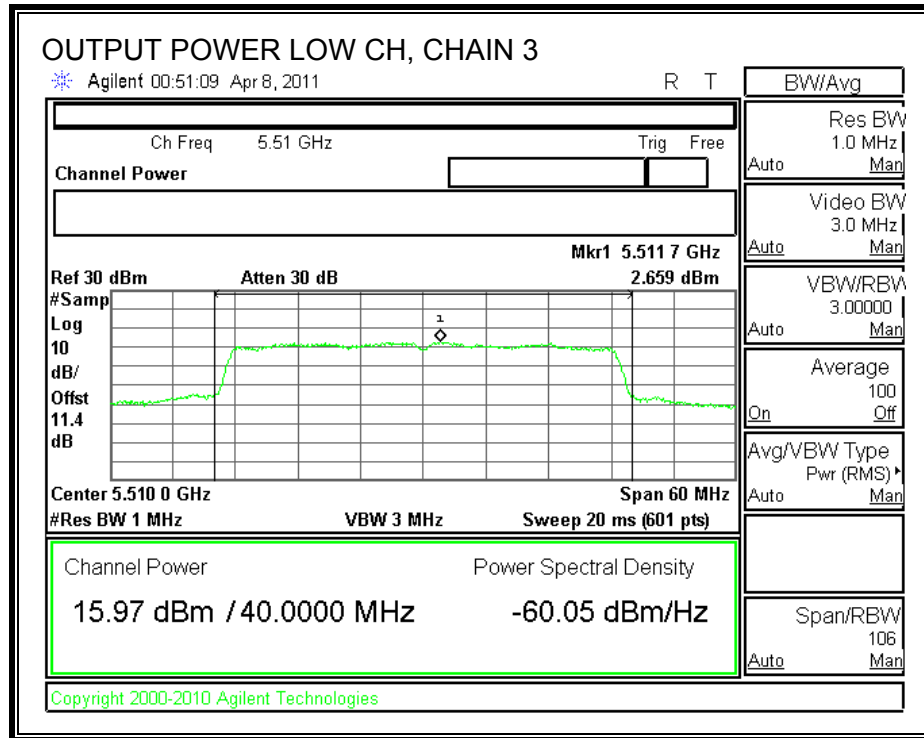 OUTPUT POWER LOW CH, CHAIN 3
Agilent 00:51:09 Apr 8, 2011 R T
Ch Freq 5.51 GHz Trig Free
Channel Power
Mkr1 5.511 7 GHz
Ref 30 dBm Atten 30 dB 2.659 dBm
#Samp
Log
10
dB/
Offst
11.4
dB
1
Center 5.510 0 GHz Span 60 MHz
#Res BW 1 MHz VBW 3 MHz Sweep 20 ms (601 pts)
Channel Power Power Spectral Density
15.97 dBm / 40.0000 MHz -60.05 dBm/Hz
Copyright 2000-2010 Agilent Technologies
BW/Avg
Res BW
1.0 MHz
Auto Man
Video BW
3.0 MHz
Auto Man
VBW/RBW
3.00000
Auto Man
Average
100
On Off
Avg/VBW Type
Pwr (RMS)
Auto Man
Span/RBW
106
Auto Man